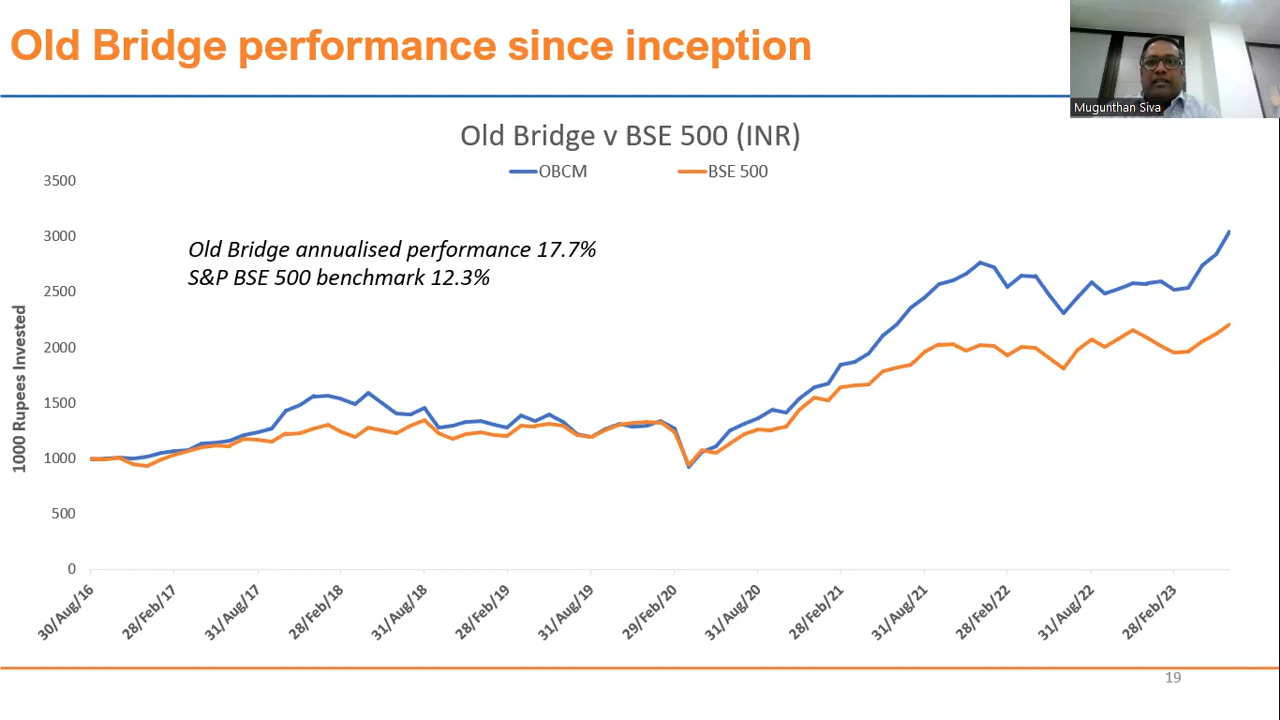 Old Bridge performance since inception
Mugunthan Siva
Old Bridge v BSE 500 (INR)
OBCM
BSE 500
3500
3000
2500
2000
1500
1000
500
0
1000 Rupees Invested
Old Bridge annualised performance 17.7%
S&P BSE 500 benchmark 12.3%
30/Aug/16
28/Feb/17
31/Aug/17
28/Feb/18
31/Aug/18
28/Feb/19
31/Aug/19
29/Feb/20
31/Aug/20
28/Feb/21
31/Aug/21
28/Feb/22
31/Aug/22
28/Feb/23
19